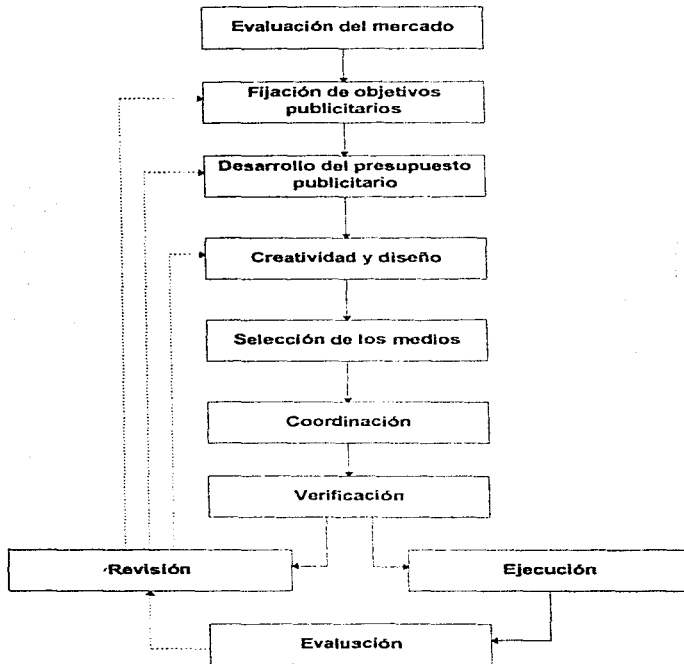 Evaluación del mercado
Fijación de objetivos
publicitarios
Desarrollo del presupuesto
publicitario
Creatividad y diseño
Selección de los medios
Coordinación
Verificación
Revisión
Ejecución
Evaluación